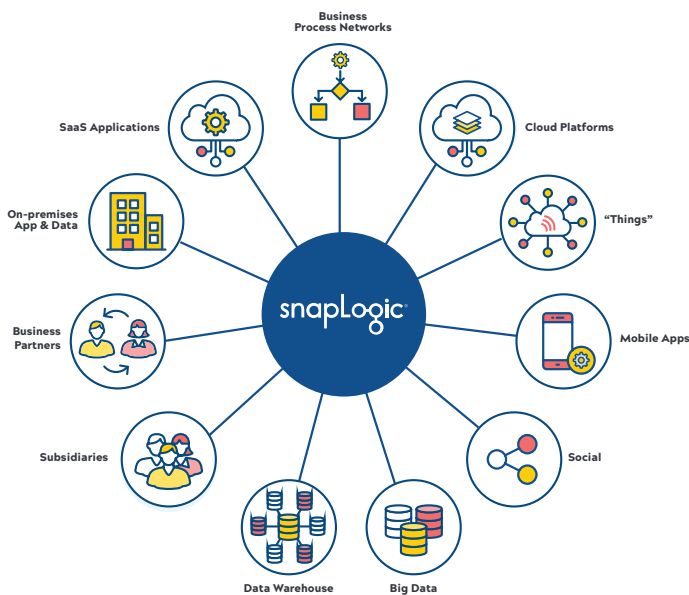 Business
Process Networks
SaaS Applications
Cloud Platforms
On-premises
App & Data
“Things”
snapLogic®
Business
Partners
Mobile Apps
Subsidiaries
Social
Data Warehouse
Big Data